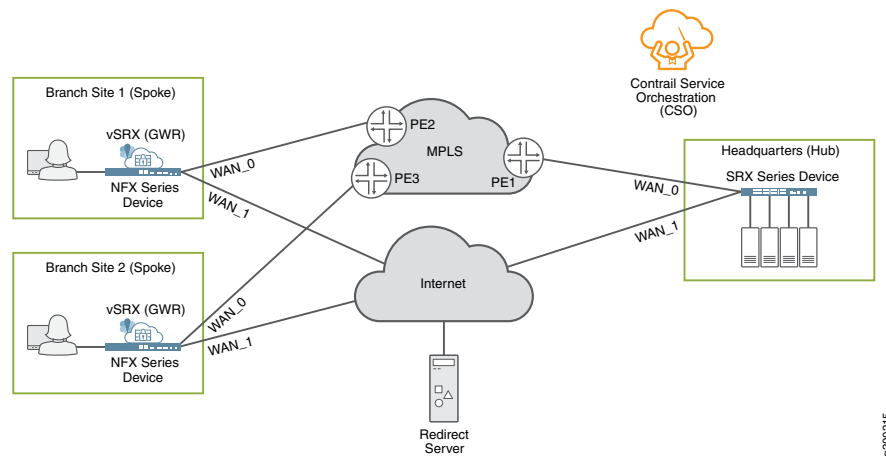 Contrail Service
Orchestration
(CSO)
Branch Site 1 (Spoke)
vSRX (GWR)
NFX Series
Device
WAN_0
WAN_1
PE2
MPLS
PE3
PE1
Headquarters (Hub)
SRX Series Device
WAN_0
WAN_1
Branch Site 2 (Spoke)
vSRX (GWR)
NFX Series
Device
WAN_0
WAN_1
Internet
Redirect
Server